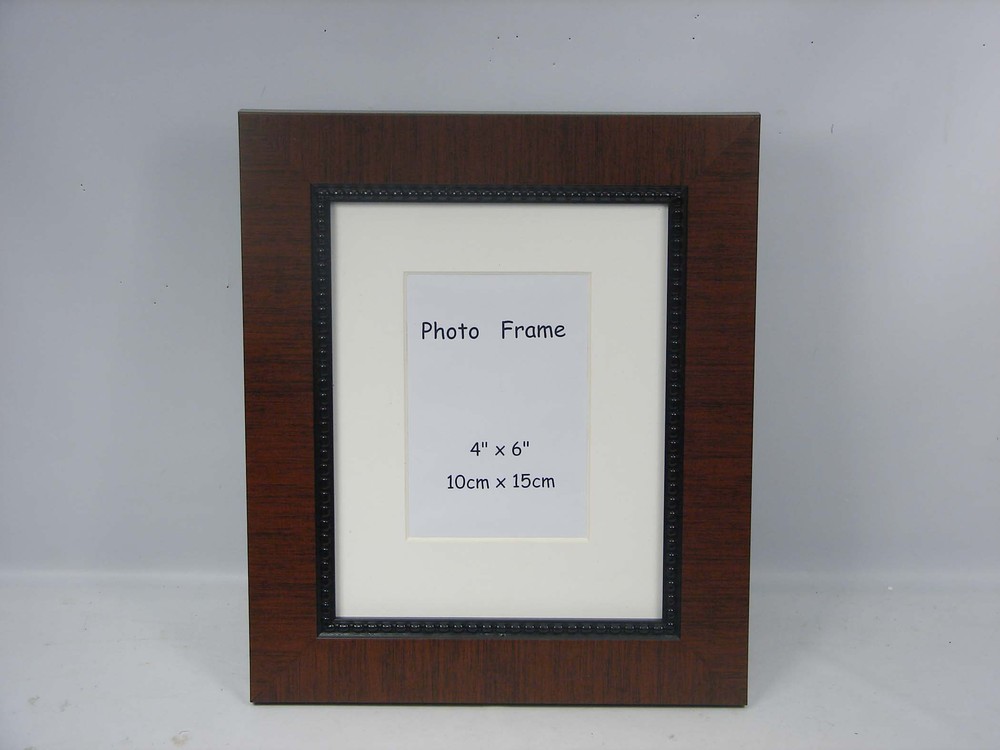 Photo Frame
4" x 6"
10cm x 15cm